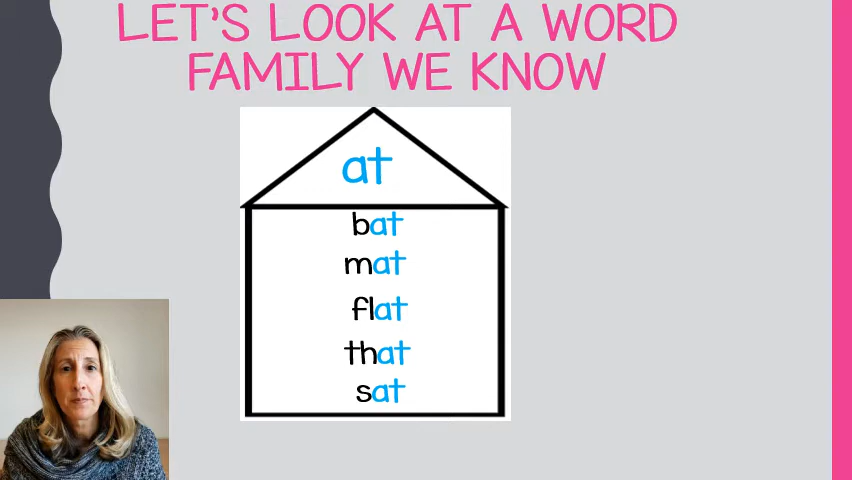 LET'S LOOK AT A WORD
FAMILY WE KNOW
at
bat
mat
flat
that
sat